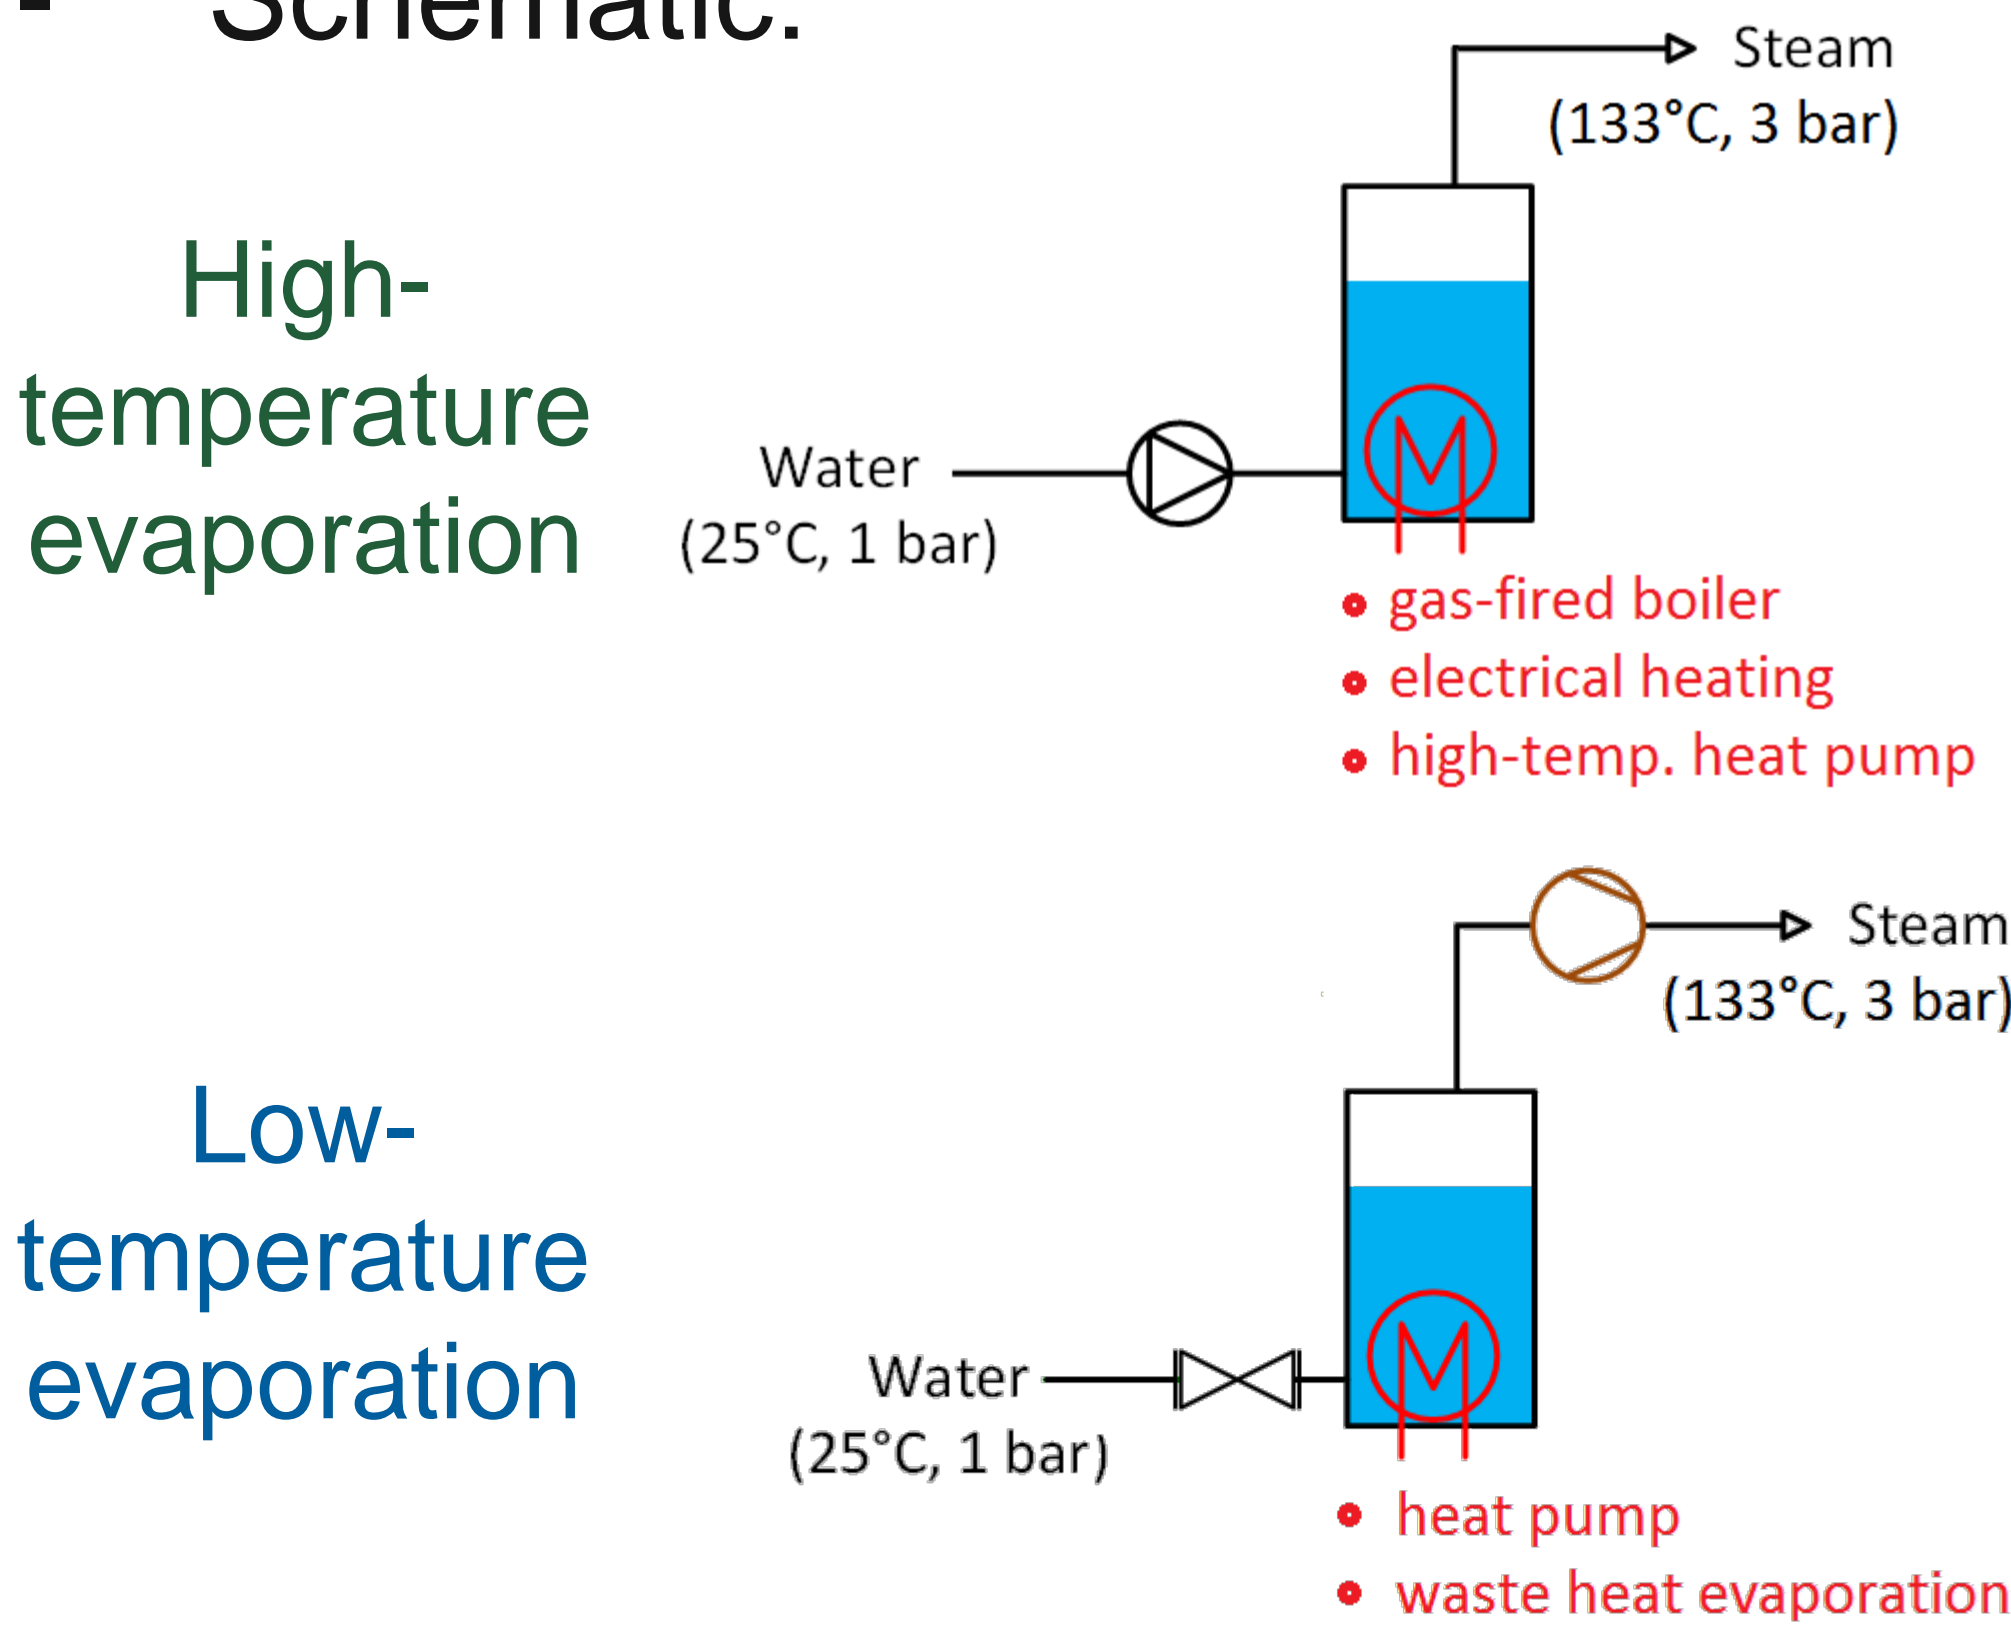 - Schematic:
Steam
(133°C, 3 bar)
High-
temperature
evaporation
Water
(25°C, 1 bar)
• gas-fired boiler
• electrical heating
• high-temp. heat pump
Steam
(133°C, 3 bar)
Low-
temperature
evaporation
Water
(25°C, 1 bar)
• heat pump
• waste heat evaporation